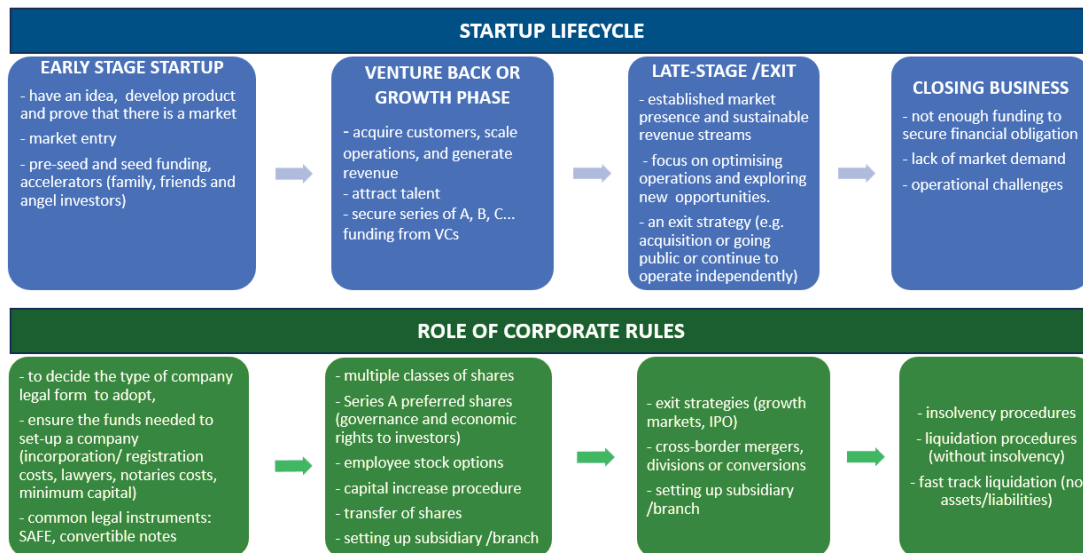 STARTUP LIFECYCLE
EARLY STAGE STARTUP
- have an idea, develop product
and prove that there is a market
- market entry
- pre-seed and seed funding,
accelerators (family, friends and
angel investors)
VENTURE BACK OR
GROWTH PHASE
- acquire customers, scale
operations, and generate
revenue
- attract talent
- secure series of A, B, C...
funding from VCs
LATE-STAGE /EXIT
- established market
presence and sustainable
revenue streams
- focus on optimising
operations and exploring
new opportunities.
- an exit strategy (e.g.
acquisition or going
public or continue to
operate independently)
CLOSING BUSINESS
- not enough funding to
secure financial obligation
- lack of market demand
- operational challenges
ROLE OF CORPORATE RULES
- to decide the type of company
legal form to adopt,
- ensure the funds needed to
set-up a company
(incorporation/ registration
costs, lawyers, notaries costs,
minimum capital)
- common legal instruments:
SAFE, convertible notes
- multiple classes of shares
- Series A preferred shares
(governance and economic
rights to investors)
- employee stock options
- capital increase procedure
- transfer of shares
- setting up subsidiary /branch
- exit strategies (growth
markets, IPO)
- cross-border mergers,
divisions or conversions
- setting up subsidiary
/branch
- insolvency procedures
- liquidation procedures
(without insolvency)
- fast track liquidation (no
assets/liabilities)